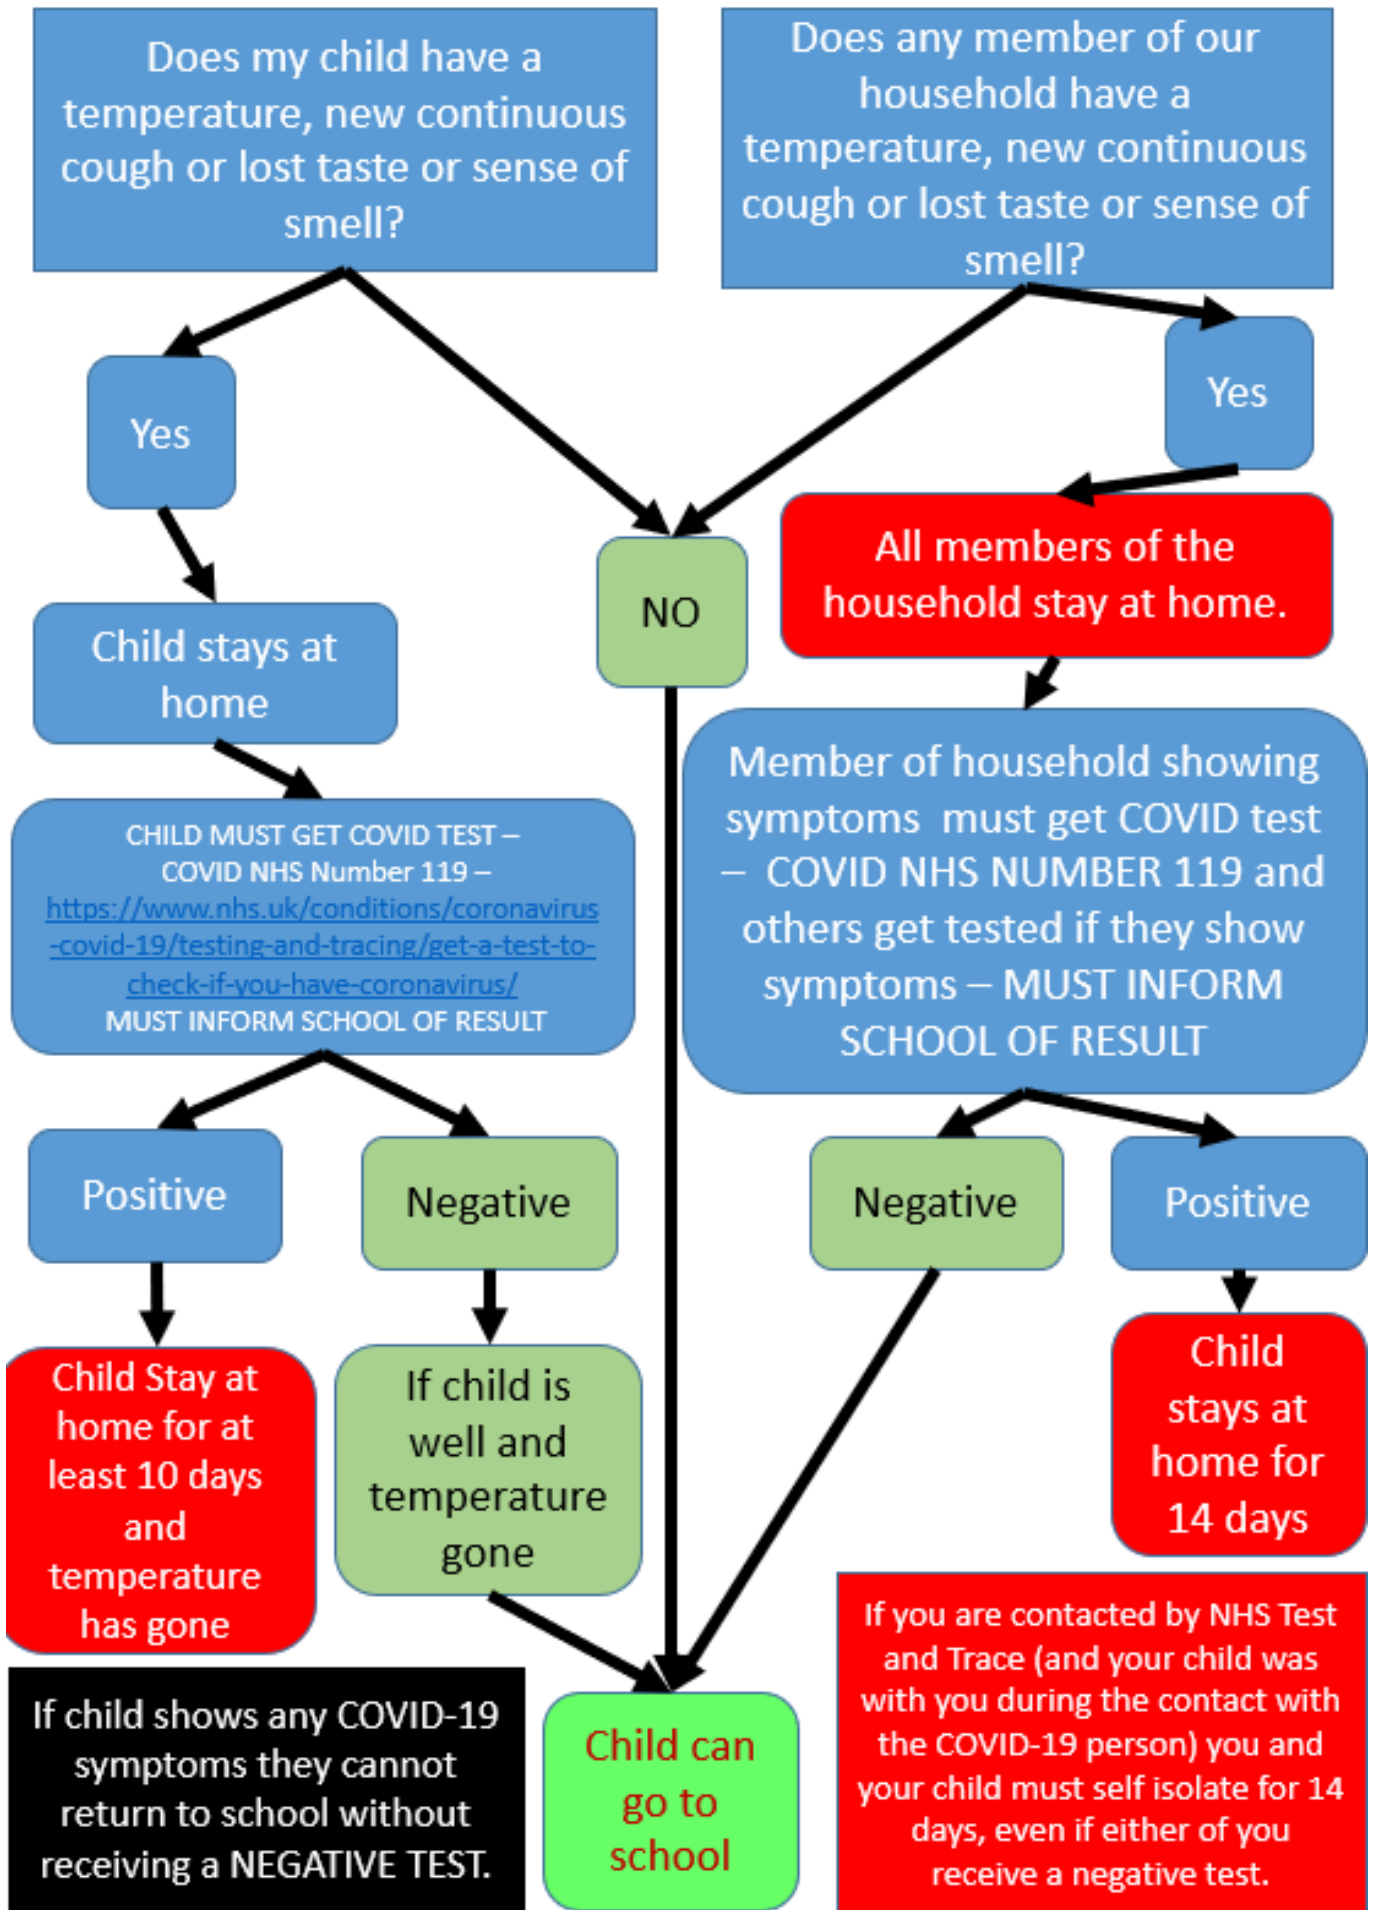 Does my child have a
temperature, new continuous
cough or lost taste or sense of
smell?
Does any member of our
household have a
temperature, new continuous
cough or lost taste or sense of
smell?
Yes
Yes
NO
All members of the
household stay at home.
Child stays at
home
Member of household showing
symptoms must get COVID test
– COVID NHS NUMBER 119 and
others get tested if they show
symptoms – MUST INFORM
SCHOOL OF RESULT
CHILD MUST GET COVID TEST –
COVID NHS Number 119 –
https://www.nhs.uk/conditions/coronavirus
-covid-19/testing-and-tracing/get-a-test-to-
check-if-you-have-coronavirus/
MUST INFORM SCHOOL OF RESULT
Positive
Negative
Negative
Positive
Child Stay at
home for at
least 10 days
and
temperature
has gone
If child is
well and
temperature
gone
Child
stays at
home for
14 days
If child shows any COVID-19
symptoms they cannot
return to school without
receiving a NEGATIVE TEST.
Child can
go to
school
If you are contacted by NHS Test
and Trace (and your child was
with you during the contact with
the COVID-19 person) you and
your child must self isolate for 14
days, even if either of you
receive a negative test.